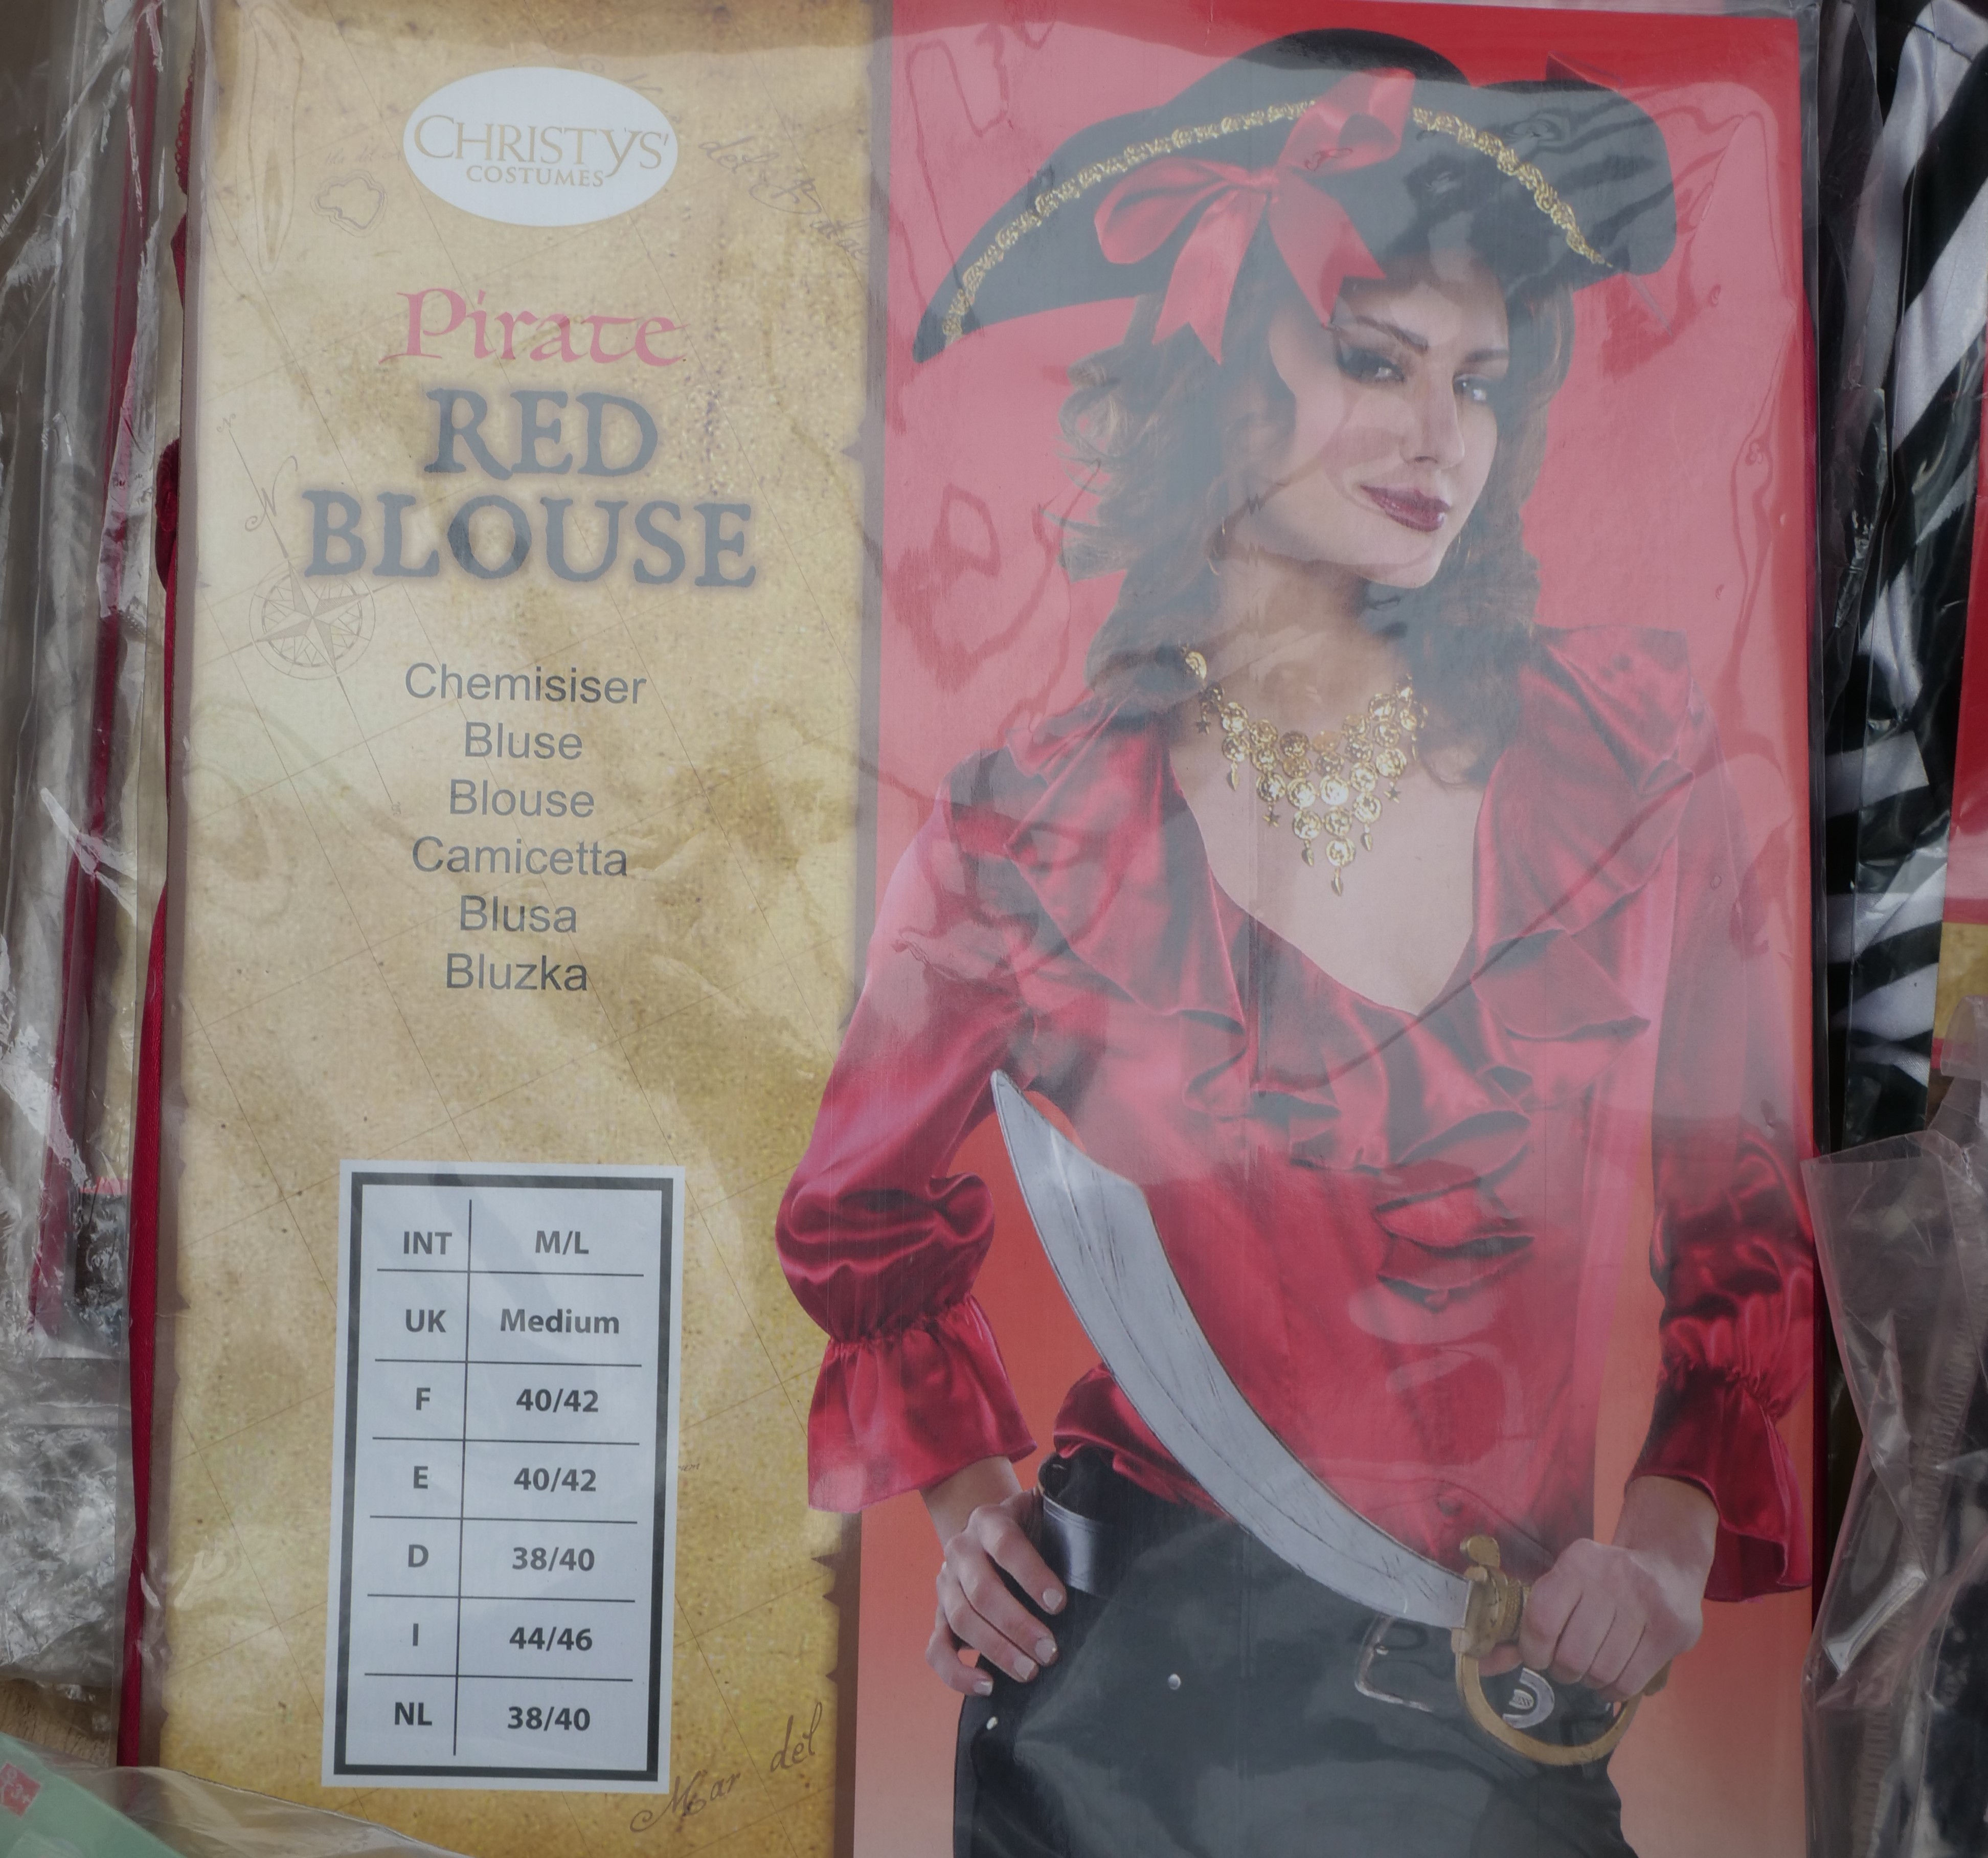 CHRISTYS'
COSTUMES
Pirate
RED
BLOUSE
Chemisiser
Bluse
Blouse
Camicetta
Blusa
Bluzka
INT M/L
UK Medium
F 40/42
E 40/42
D 38/40
I 44/46
NL 38/40
Mar del